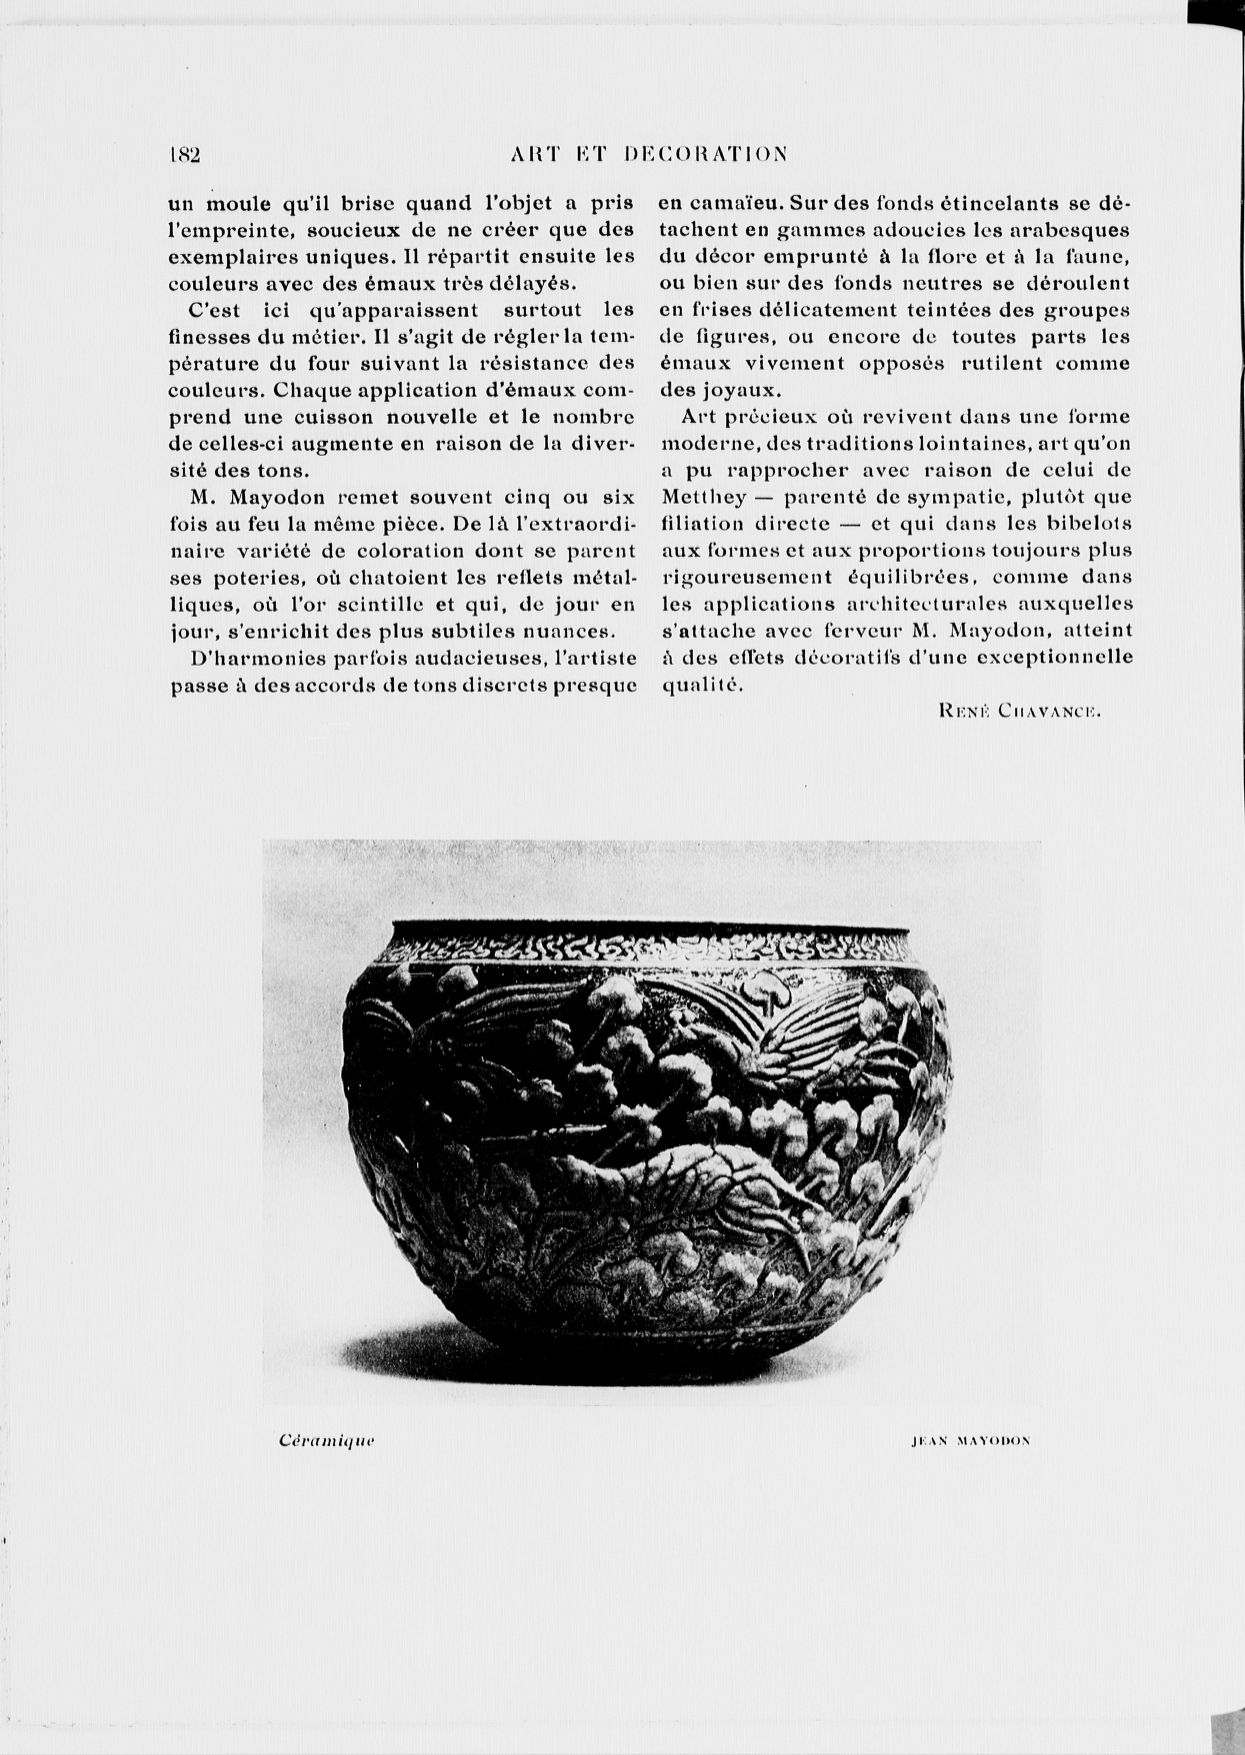 182
ART ET DECORATION
un moule qu'il brise quand l'objet a pris
l'empreinte, soucieux de ne créer que des
exemplaires uniques. Il répartit ensuite les
couleurs avec des émaux très délayés.
C'est ici qu'apparaissent surtout les
finesses du métier. Il s'agit de régler la tem-
pérature du four suivant la résistance des
couleurs. Chaque application d'émaux com-
prend une cuisson nouvelle et le nombre
de celles-ci augmente en raison de la diver-
sité des tons.
M. Mayodon remet souvent cinq ou six
fois au feu la même pièce. De là l'extraordi-
naire variété de coloration dont se parent
ses poteries, où chatoient les reflets métal-
liques, où l'or scintille et qui, de jour en
jour, s'enrichit des plus subtiles nuances.
D'harmonies parfois audacieuses, l'artiste
passe à des accords de tons discrets presque
en camaïeu. Sur des fonds étincelants se dé-
tachent en gammes adoucies les arabesques
du décor emprunté à la flore et à la faune,
ou bien sur des fonds neutres se déroulent
en frises délicatement teintées des groupes
de figures, ou encore de toutes parts les
émaux vivement opposés rutilent comme
des joyaux.
Art précieux où revivent dans une forme
moderne, des traditions lointaines, art qu'on
a pu rapprocher avec raison de celui de
Metthey — parenté de sympatie, plutôt que
filiation directe — et qui dans les bibelots
aux formes et aux proportions toujours plus
rigoureusement équilibrées, comme dans
les applications architecturales auxquelles
s'attache avec ferveur M. Mayodon, atteint
à des effets décoratifs d'une exceptionnelle
qualité.
RENÉ CHAVANCE.
Céramique
JEAN MAYODON